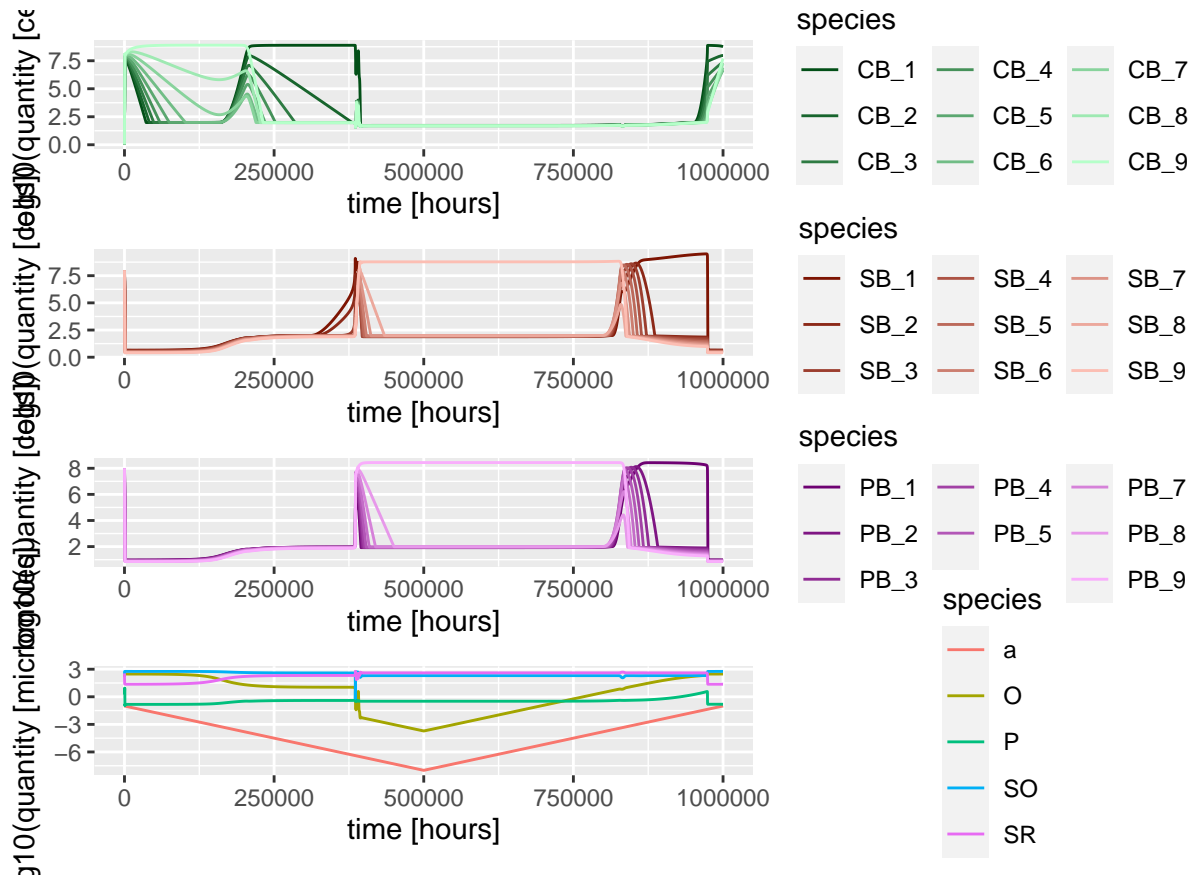 species
7.5
5.0
2.5
0.0
0 250000 500000 750000 1000000
time [hours]
CB_1 CB_4 CB_7
CB_2 CB_5 CB_8
CB_3 CB_6 CB_9
species
7.5
5.0
2.5
0.0
0 250000 500000 750000 1000000
time [hours]
SB_1 SB_4 SB_7
SB_2 SB_5 SB_8
SB_3 SB_6 SB_9
species
8
6
4
2
0 250000 500000 750000 1000000
time [hours]
PB_1 PB_4 PB_7
PB_2 PB_5 PB_8
PB_3 PB_9
species
3
0
−3
−6
0 250000 500000 750000 1000000
time [hours]
a
O
P
SO
SR
(quantity
(quantity
quantity
(quantity